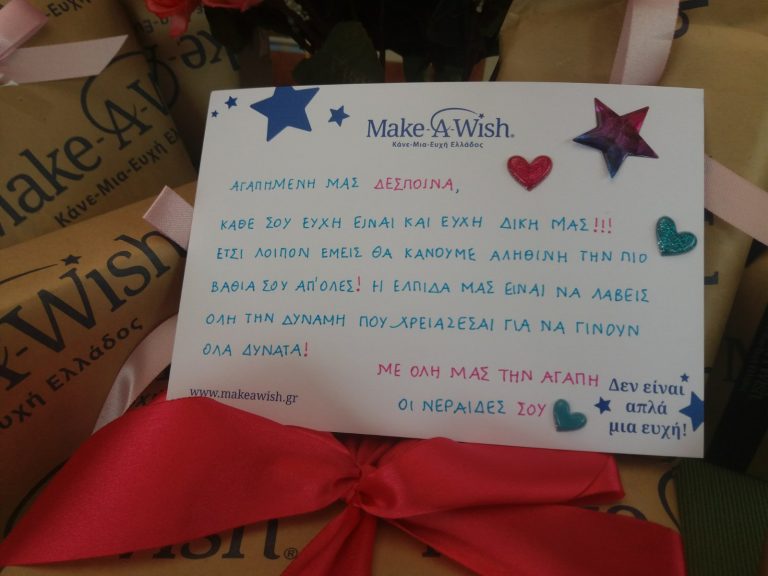 Make-A-Wish®
Κάνε-Μια-Ευχή Ελλάδος
ΑΓΑΠΗΜΕΝΗ ΜΑΣ ΔΕΣΠΟΙΝΑ,
ΚΑΘΕ ΣΟΥ ΕΥΧΗ ΕΙΝΑΙ ΚΑΙ ΕΥΧΗ ΔΙΚΗ ΜΑΣ!!!
ΕΤΣΙ ΛΟΙΠΟΝ ΕΜΕΙΣ ΘΑ ΚΑΝΟΥΜΕ ΑΛΗΘΙΝΗ ΤΗΝ ΠΙΟ
ΒΑΘΙΑ ΣΟΥ ΑΠ'ΟΛΕΣ! Η ΕΛΠΙΔΑ ΜΑΣ ΕΙΝΑΙ ΝΑ ΛΑΒΕΙΣ
ΟΛΗ ΤΗΝ ΔΥΝΑΜΗ ΠΟΥ ΧΡΕΙΑΖΕΣΑΙ ΓΙΑ ΝΑ ΓΙΝΟΥΝ
ΟΛΑ ΔΥΝΑΤΑ!
ΜΕ ΟΛΗ ΜΑΣ ΤΗΝ ΑΓΑΠΗ
ΟΙ ΝΕΡΑΙΔΕΣ ΣΟΥ
www.makeawish.gr
Δεν είναι
απλά
μια ευχή!
Make-A-W
Κάνε-Μια-Ευχή Ελλ
A-Wish
χή Ελλάδος
Wish®